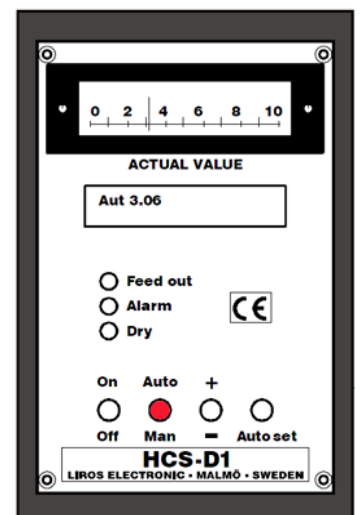 0 2 4 6 8 10
ACTUAL VALUE
Aut 3.06
Feed out
Alarm
Dry
CE
On Auto +
Off Man - Auto set
HCS-D1
LIROS ELECTRONIC • MALMÖ • SWEDEN